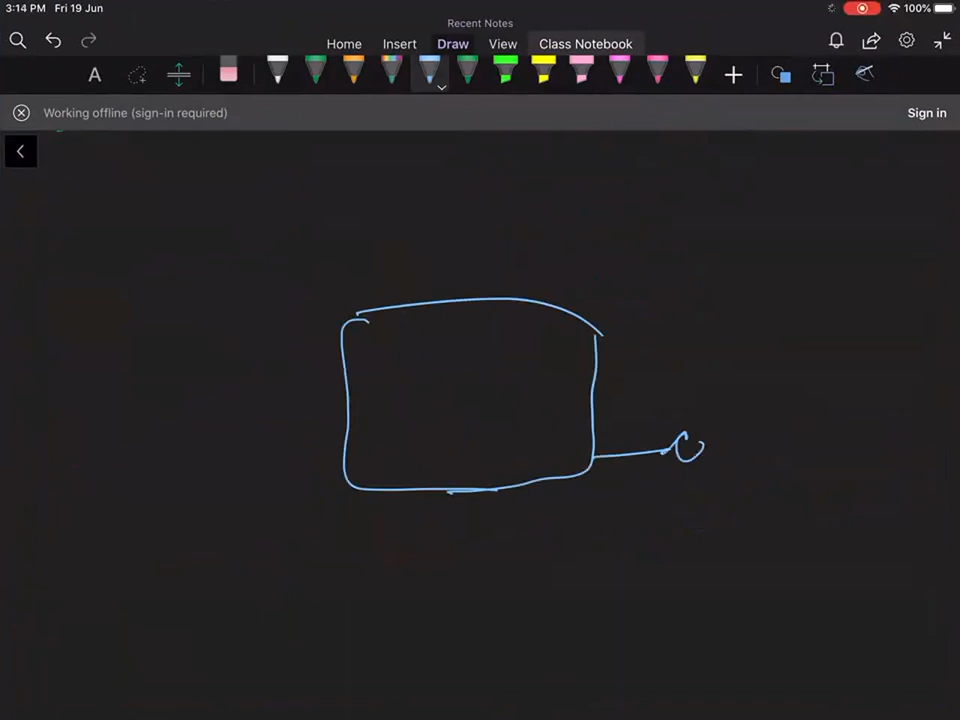 3:14 PM Fri 19 Jun
100%
Recent Notes
Home Insert Draw View Class Notebook
A
Working offline (sign-in required) Sign in